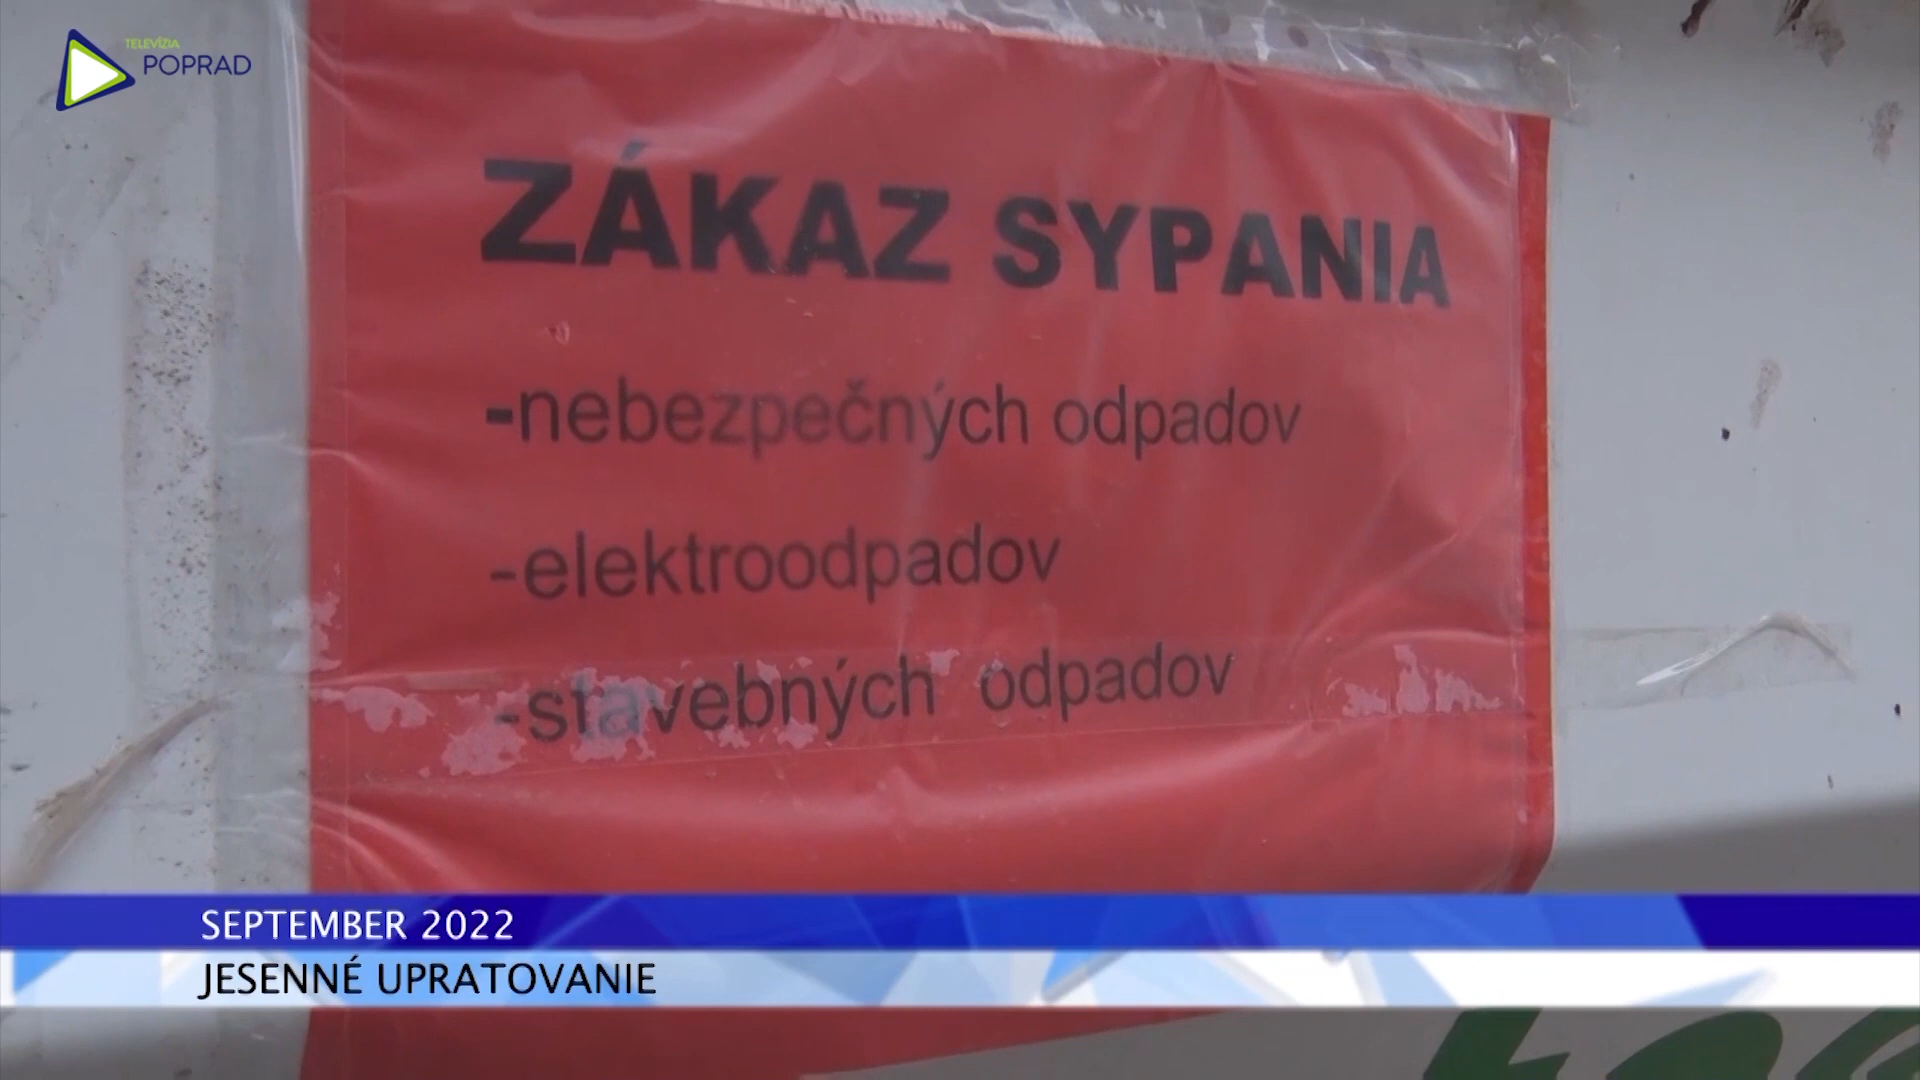 TELEVÍZIA
POPRAD
ZÁKAZ SYPANIA
-nebezpečných odpadov
-elektroodpadov
-stavebných odpadov
SEPTEMBER 2022
JESENNÉ UPRATOVANIE